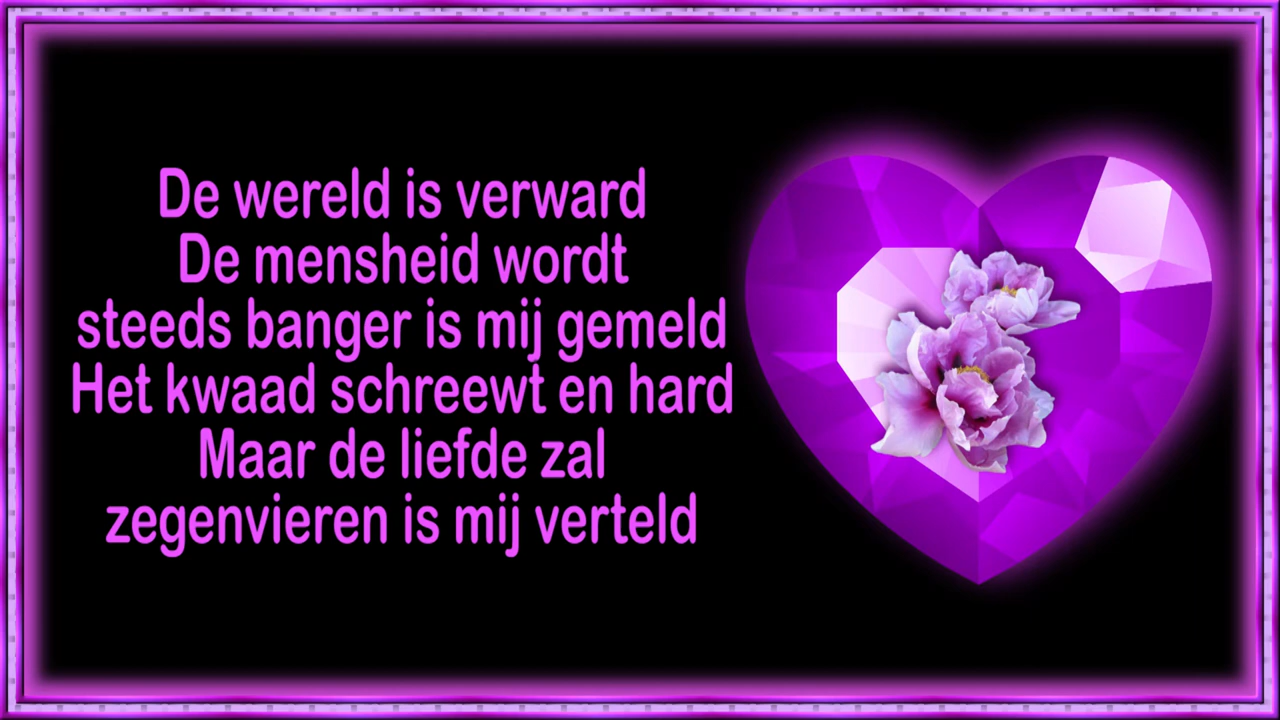 De wereld is verward
De mensheid wordt
steeds banger is mij gemeld
Het kwaad schreewt en hard
Maar de liefde zal
zegenvieren is mij verteld